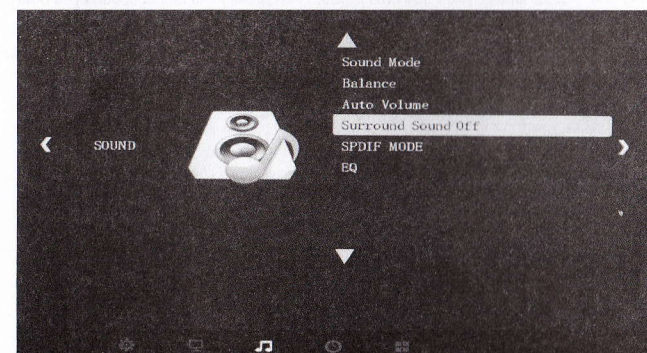 Sound Mode
Balance
Auto Volume
Surround Sound Off
SOUND
SPDIF MODE
EQ